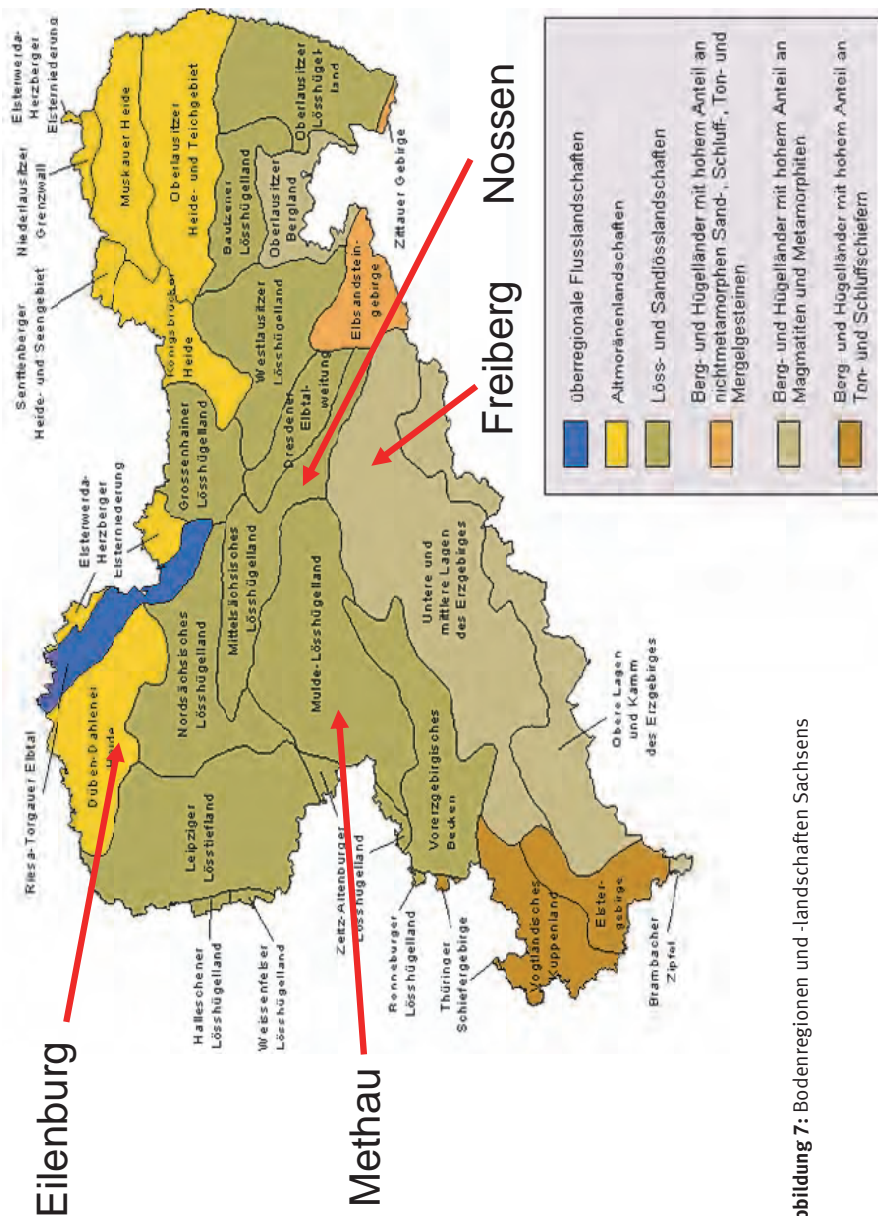 Eilenburg
Methau
Freiberg
Nossen
Riesa-Torgauer Elbtal
Elsterwerda-
Herzberger
Elsterniederung
Senftenberger
Heide- und Seengebiet
Niederlausitzer
Grenzwall
Elsterwerda-
Herzberger
Elsterniederung
Muskauer Heide
Oberlausitzer
Heide- und Teichgebiet
Königsbrücker
Heide
Düben-Dahlener
Heide
Grossenhainer
Lösshügelland
Nordsächsisches
Lösshügelland
Mittelsächsisches
Lösshügelland
Leipziger
Lösstiefland
Halleschener
Lösshügelland
Weissenfelser
Lösshügelland
Zeitz-Altenburger
Lösshügelland
Ronneburger
Lösshügelland
Thüringer
Schiefergebirge
Mulde-Lösshügelland
Vorerzgebirgisches
Becken
Westlausitzer
Lösshügelland
Dresdener
Elbtal-
weitung
Bautzener
Lösshügelland
Oberlausitzer
Bergland
Oberlausitzer
Lösshügel-
land
Elbsandstein-
gebirge
Zittauer Gebirge
Untere und
mittlere Lagen
des Erzgebirges
Obere Lagen
und Kamm
des Erzgebirges
Vogtländisches
Kuppenland
Elster-
gebirge
Brambacher
Zipfel
überregionale Flusslandschaften
Altmoränenlandschaften
Löss- und Sandlösslandschaften
Berg- und Hügelländer mit hohem Anteil an
nichtmetamorphen Sand-, Schluff-, Ton- und
Mergelgesteinen
Berg- und Hügelländer mit hohem Anteil an
Magmatiten und Metamorphiten
Berg- und Hügelländer mit hohem Anteil an
Ton- und Schluffschiefern
bbildung 7: Bodenregionen und -landschaften Sachsens